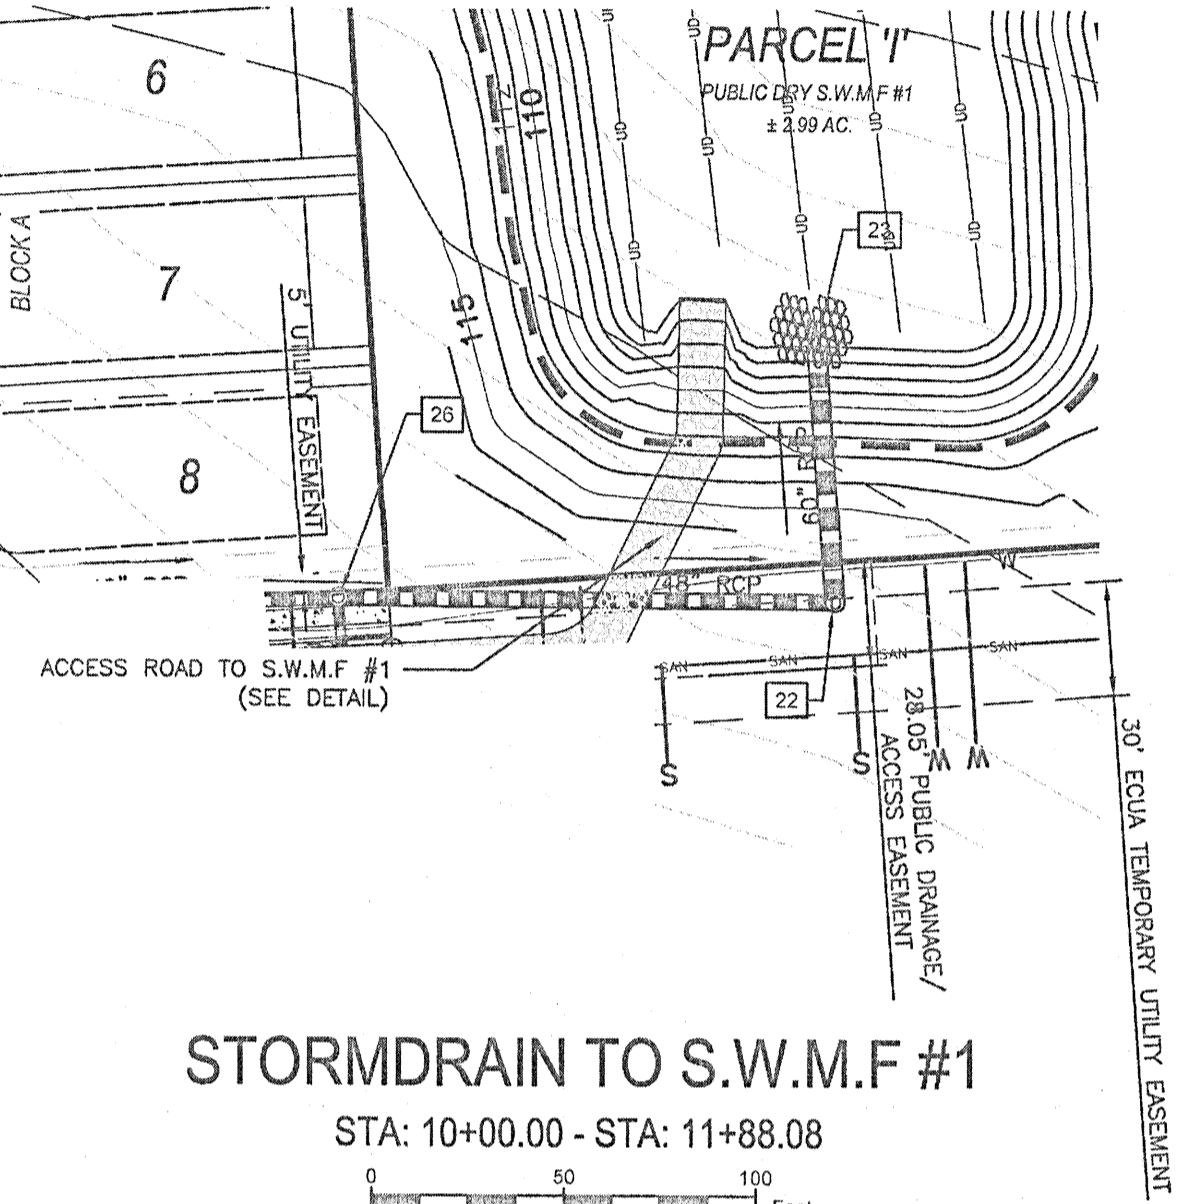 PARCEL 'I'
PUBLIC DRY S.W.M.F #1
± 2.99 AC.
6
BLOCK A
7
8
5' UTILITY EASEMENT
112
110
115
23
26
60" RCP
48" RCP
W
ACCESS ROAD TO S.W.M.F #1
(SEE DETAIL)
SAN
SAN
SAN
SAN
22
S
S
W
W
28.05' PUBLIC DRAINAGE/
ACCESS EASEMENT
30' ECUA TEMPORARY UTILITY EASEMENT
STORMDRAIN TO S.W.M.F #1
STA: 10+00.00 - STA: 11+88.08
0 50 100